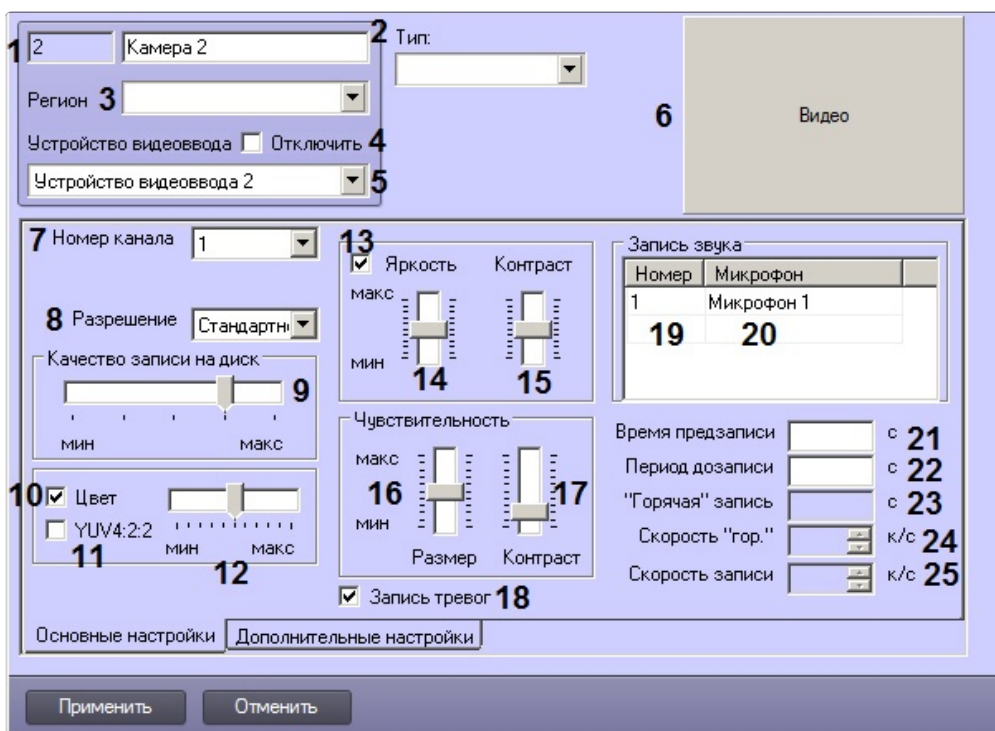 1 2 Камера 2 2 Тип:
Регион 3
6 Видео
Устройство видеоввода Отключить 4
Устройство видеоввода 2 5
7 Номер канала 1
8 Разрешение Стандартн
Качество записи на диск
9
мин макс
10 Цвет
YUV4:2:2
11 мин макс
12
13 Яркость Контраст
макс
мин
14 15
Чувствительность
макс
16 17
мин
Размер Контраст
Запись тревог 18
Запись звука
Номер Микрофон
1 Микрофон 1
19 20
Время предзаписи с 21
Период дозаписи с 22
"Горячая" запись с 23
Скорость "гор." к/с 24
Скорость записи к/с 25
Основные настройки Дополнительные настройки
Применить Отменить